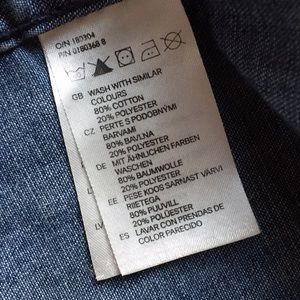 O/N 180904
P/N 0180368 8
GB WASH WITH SIMILAR
COLOURS
80% COTTON
20% POLYESTER
CZ PERTE S PODOBNÝMI
BARVAMI
80% BAVLNA
20% POLYESTER
DE MIT ÄHNLICHEN FARBEN
WASCHEN
80% BAUMWOLLE
20% POLYESTER
EE PESE KOOS SARNAST VÄRVI
RIIETEGA
80% PUUVILL
20% POLÜESTER
ES LAVAR CON PRENDAS DE
COLOR PARECIDO